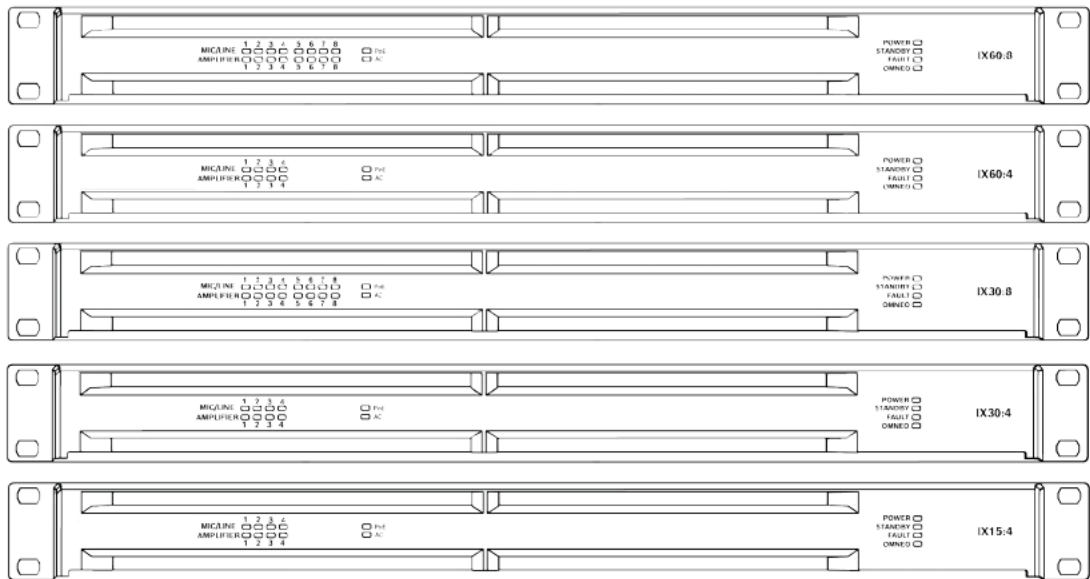 1 2 3 4 5 6 7 8
MIC/LINE PoE
AMPLIFIER AC
1 2 3 4 5 6 7 8
POWER
STANDBY
FAULT
OMNEO
IX60:8
1 2 3 4
MIC/LINE PoE
AMPLIFIER AC
1 2 3 4
POWER
STANDBY
FAULT
OMNEO
IX60:4
1 2 3 4 5 6 7 8
MIC/LINE PoE
AMPLIFIER AC
1 2 3 4 5 6 7 8
POWER
STANDBY
FAULT
OMNEO
IX30:8
1 2 3 4
MIC/LINE PoE
AMPLIFIER AC
1 2 3 4
POWER
STANDBY
FAULT
OMNEO
IX30:4
1 2 3 4
MIC/LINE PoE
AMPLIFIER AC
1 2 3 4
POWER
STANDBY
FAULT
OMNEO
IX15:4